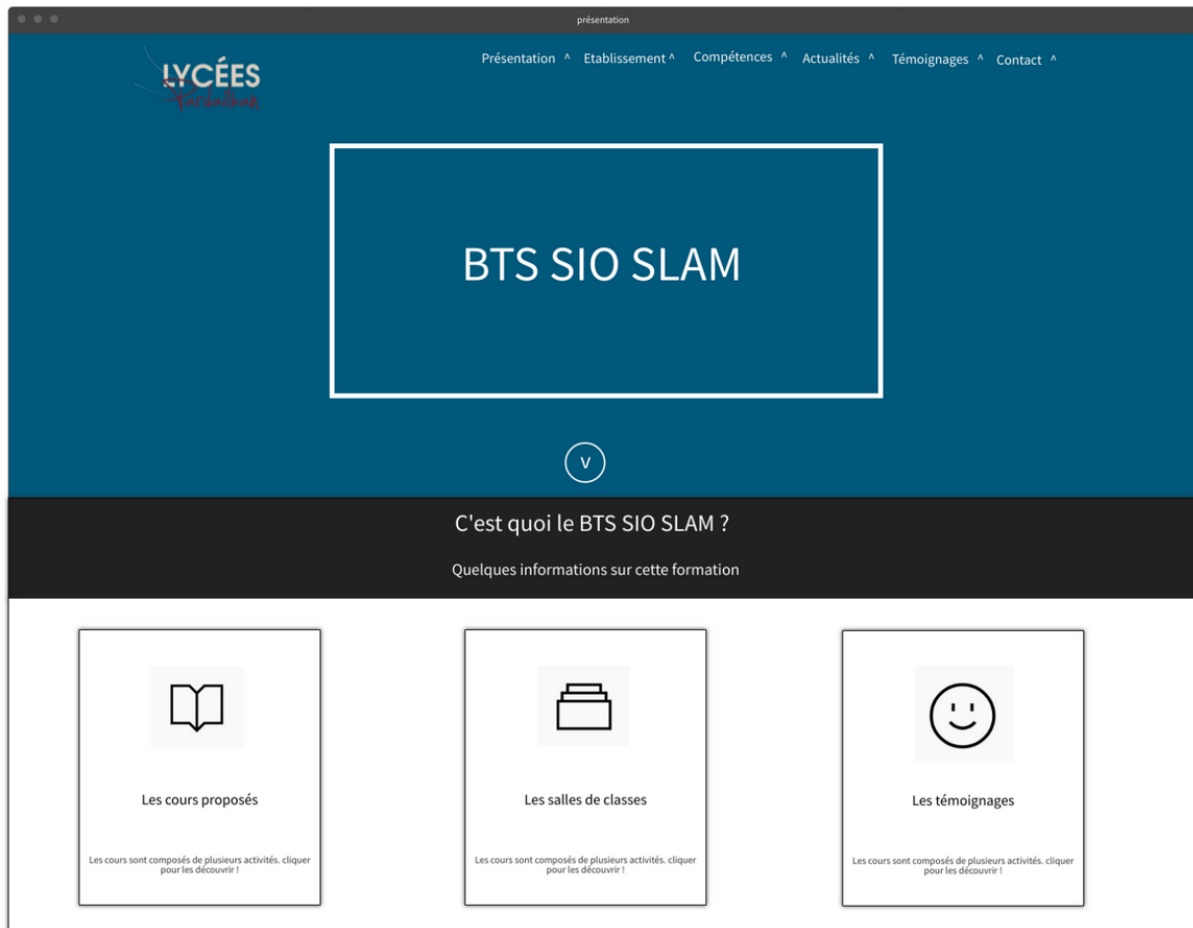 présentation
LYCÉES
Pardailhan
Présentation ^ Etablissement ^ Compétences ^ Actualités ^ Témoignages ^ Contact ^
BTS SIO SLAM
V
C'est quoi le BTS SIO SLAM ?
Quelques informations sur cette formation
Les cours proposés
Les cours sont composés de plusieurs activités. cliquer
pour les découvrir !
Les salles de classes
Les cours sont composés de plusieurs activités. cliquer
pour les découvrir !
Les témoignages
Les cours sont composés de plusieurs activités. cliquer
pour les découvrir !